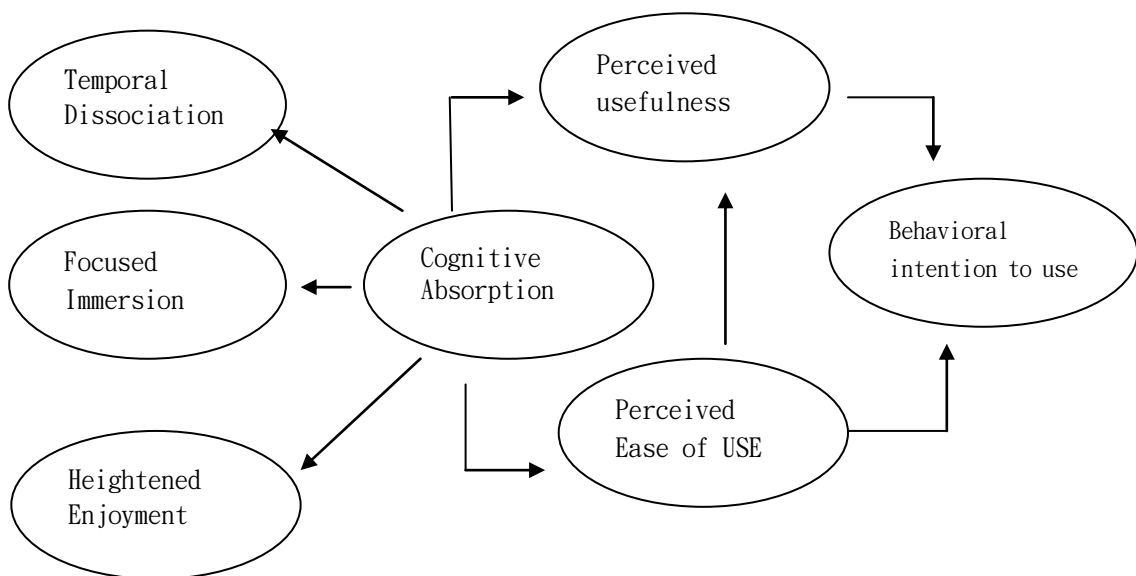 Temporal
Dissociation
Perceived
usefulness
Focused
Immersion
Cognitive
Absorption
Behavioral
intention to use
Perceived
Ease of USE
Heightened
Enjoyment